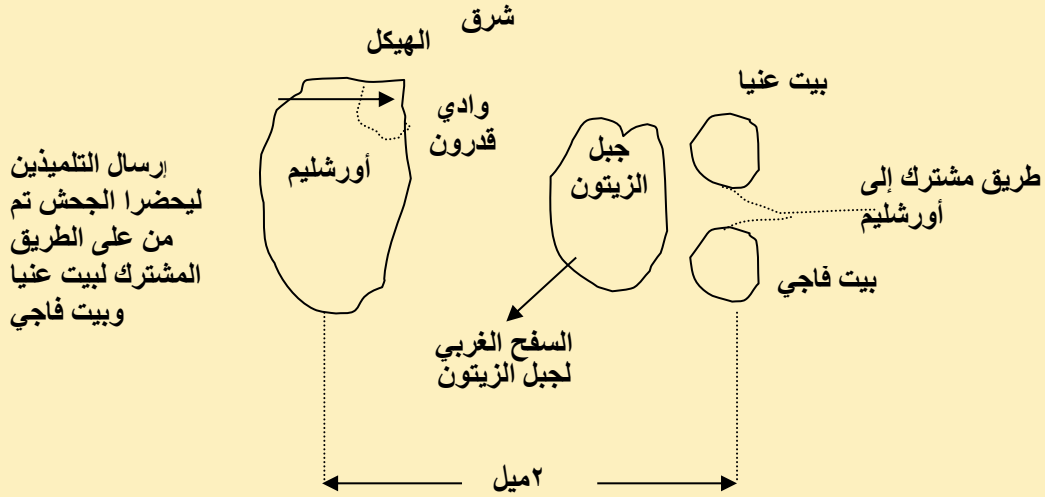 شرق
الهيكل
بيت عنيا
وادي
قدرون
جبل
الزيتون
أورشليم
إرسال التلميذين
ليحضرا الجحش تم
من على الطريق
المشترك لبيت عنيا
وبيت فاجي
طريق مشترك إلى
أورشليم
بيت فاجي
السفح الغربي
لجبل الزيتون
٢ميل